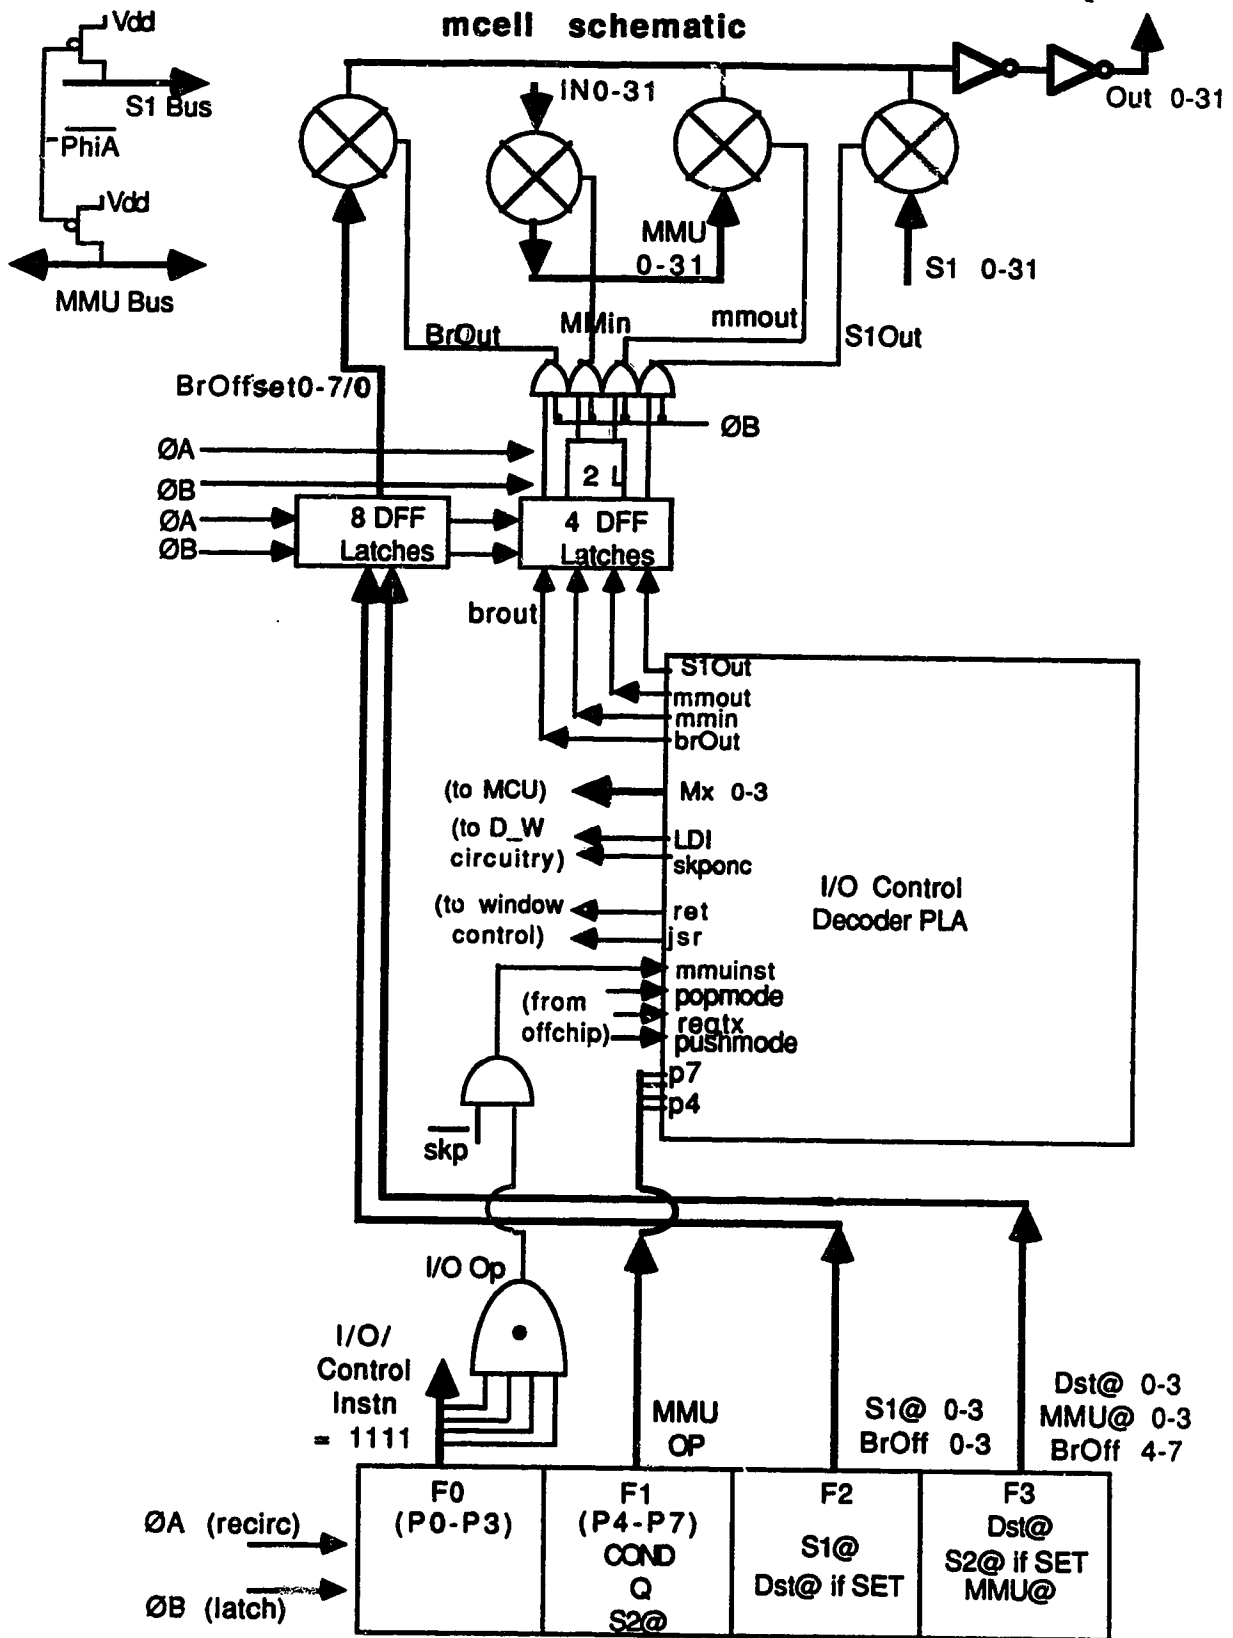 mcell schematic
Vdd
S1 Bus
PhiA
Vdd
MMU Bus
IN0-31
Out 0-31
MMU
0-31
S1 0-31
BrOut
MMin
mmout
S1Out
BrOffset0-7/0
ØB
ØA
ØB
2 L
ØA
ØB
8 DFF
Latches
4 DFF
Latches
brout
S1Out
mmout
mmin
brOut
(to MCU)
Mx 0-3
(to D_W
circuitry)
LDI
skponc
I/O Control
Decoder PLA
(to window
control)
ret
jsr
mmuinst
(from
offchip)
popmode
regtx
pushmode
p7
p4
skp
I/O Op
I/O/
Control
Instn
= 1111
MMU
OP
S1@ 0-3
BrOff 0-3
Dst@ 0-3
MMU@ 0-3
BrOff 4-7
ØA (recirc)
ØB (latch)
F0
(P0-P3)
F1
(P4-P7)
COND
Q
S2@
F2
S1@
Dst@ if SET
F3
Dst@
S2@ if SET
MMU@